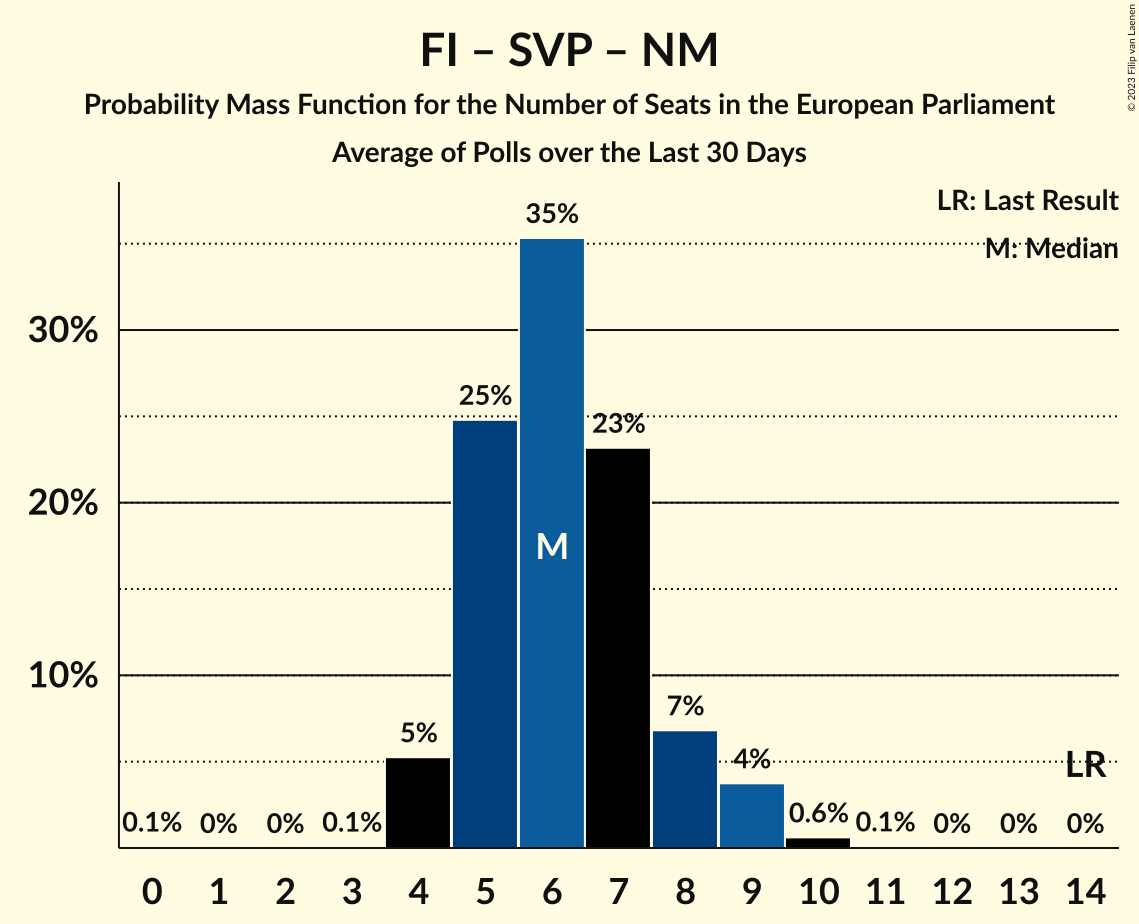 FI – SVP – NM
Probability Mass Function for the Number of Seats in the European Parliament
Average of Polls over the Last 30 Days
© 2023 Filip van Laenen
LR: Last Result
M: Median
30%
20%
10%
0.1% 0% 0% 0.1% 5% 25% 35% 23% 7% 4% 0.6% 0.1% 0% 0% 0%
M
LR
0 1 2 3 4 5 6 7 8 9 10 11 12 13 14